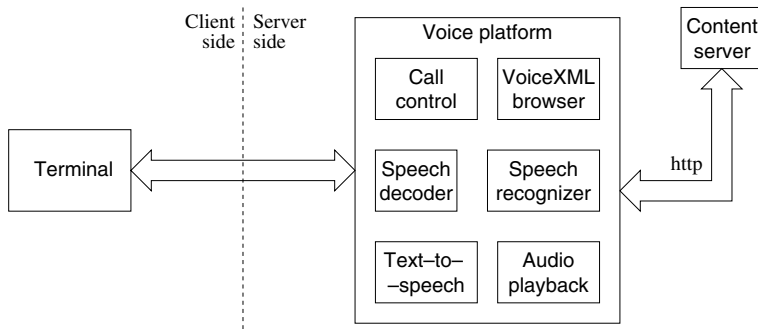 Client
side
Server
side
Voice platform
Content
server
Call
control
VoiceXML
browser
Terminal
Speech
decoder
Speech
recognizer
http
Text–to–
–speech
Audio
playback